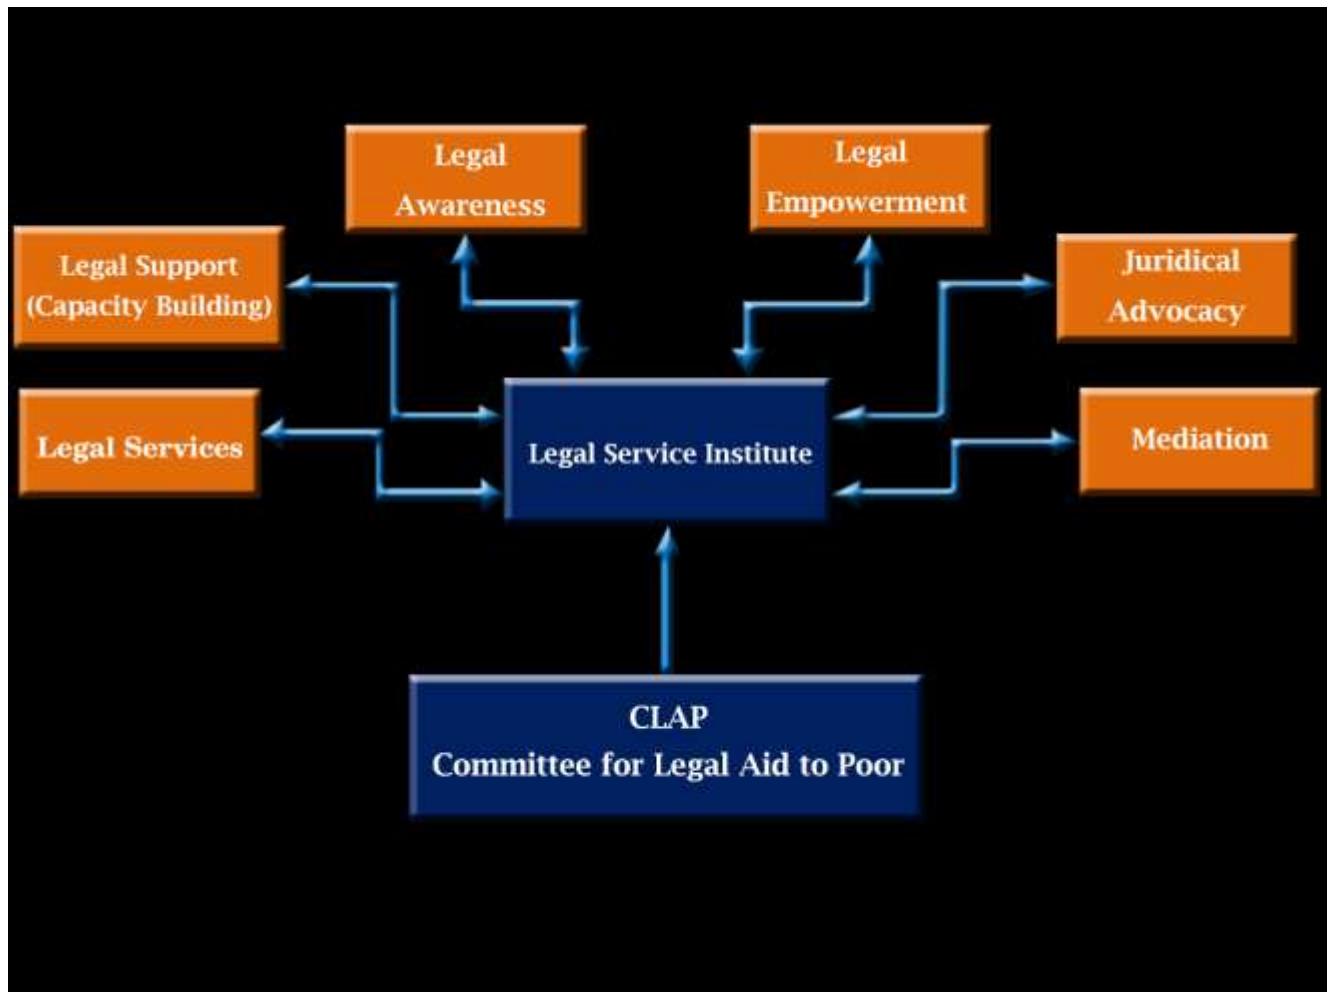 Legal
Awareness
Legal
Empowerment
Legal Support
(Capacity Building)
Juridical
Advocacy
Legal Services
Legal Service Institute
Mediation
CLAP
Committee for Legal Aid to Poor